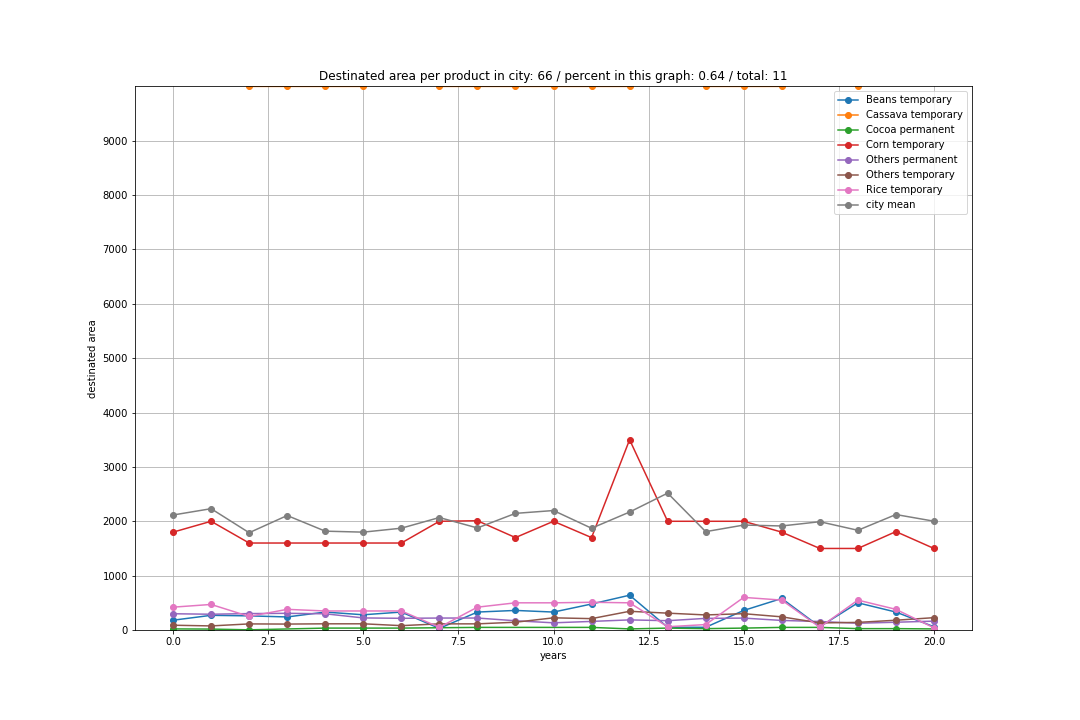 Destinated area per product in city: 66 / percent in this graph: 0.64 / total: 11
Beans temporary
Cassava temporary
Cocoa permanent
Corn temporary
Others permanent
Others temporary
Rice temporary
city mean
destinated area
9000
8000
7000
6000
5000
4000
3000
2000
1000
0
0.0 2.5 5.0 7.5 10.0 12.5 15.0 17.5 20.0
years